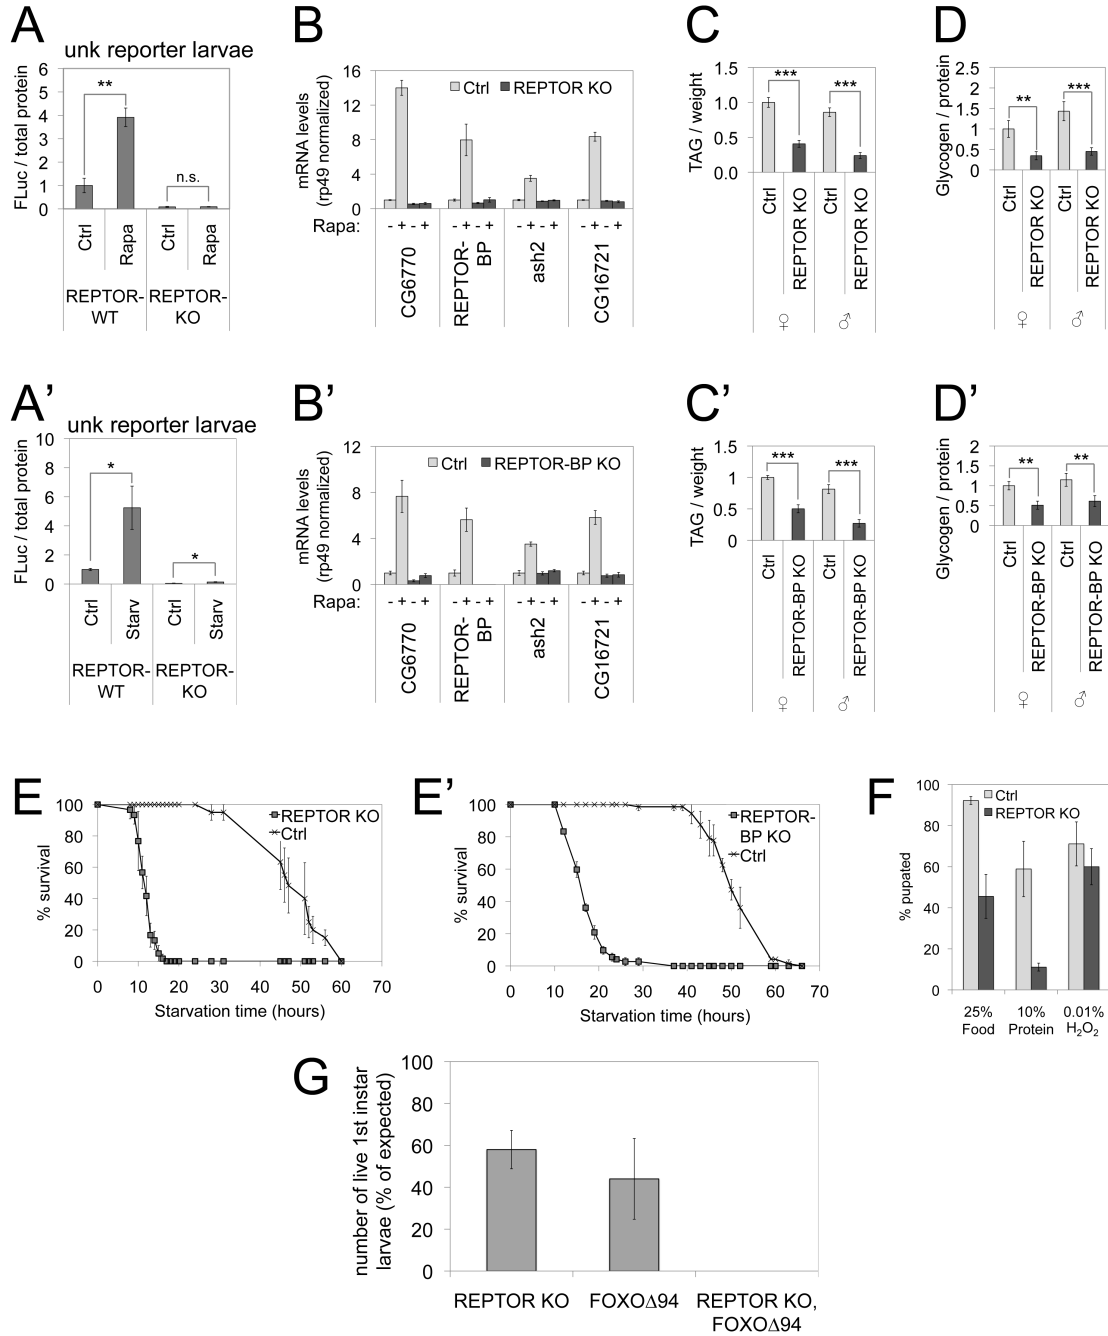 A
unk reporter larvae
FLuc / total protein
6
5
4
3
2
1
0
**
n.s.
Ctrl
Rapa
Ctrl
Rapa
REPTOR-
WT
REPTOR-
KO
B
mRNA levels
(rp49 normalized)
16
12
8
4
0
Ctrl
REPTOR KO
Rapa: - + - + - + - + - + - + - + - +
CG6770
REPTOR-
BP
ash2
CG16721
C
TAG / weight
1.5
1.0
0.5
0.0
***
***
Ctrl
REPTOR KO
Ctrl
REPTOR KO
♀
♂
D
Glycogen / protein
2.5
2
1.5
1
0.5
0
**
***
Ctrl
REPTOR KO
Ctrl
REPTOR KO
♀
♂
A'
unk reporter larvae
FLuc / total protein
10
8
6
4
2
0
*
*
Ctrl
Starv
Ctrl
Starv
REPTOR-
WT
REPTOR-
KO
B'
mRNA levels
(rp49 normalized)
12
8
4
0
Ctrl
REPTOR-BP KO
Rapa: - + - + - + - + - + - + - + - +
CG6770
REPTOR-
BP
ash2
CG16721
C'
TAG / weight
1.5
1
0.5
0
***
***
Ctrl
REPTOR-BP KO
Ctrl
REPTOR-BP KO
♀
♂
D'
Glycogen / protein
2
1.5
1
0.5
0
**
**
Ctrl
REPTOR-BP KO
Ctrl
REPTOR-BP KO
♀
♂
E
% survival
100
80
60
40
20
0
REPTOR KO
Ctrl
0 10 20 30 40 50 60 70
Starvation time (hours)
E'
% survival
100
80
60
40
20
0
REPTOR-
BP KO
Ctrl
0 10 20 30 40 50 60 70
Starvation time (hours)
F
% pupated
100
80
60
40
20
0
Ctrl
REPTOR KO
25%
Food
10%
Protein
0.01%
H₂O₂
G
number of live 1st instar
larvae (% of expected)
100
80
60
40
20
0
REPTOR KO
FOXOΔ94
REPTOR KO,
FOXOΔ94